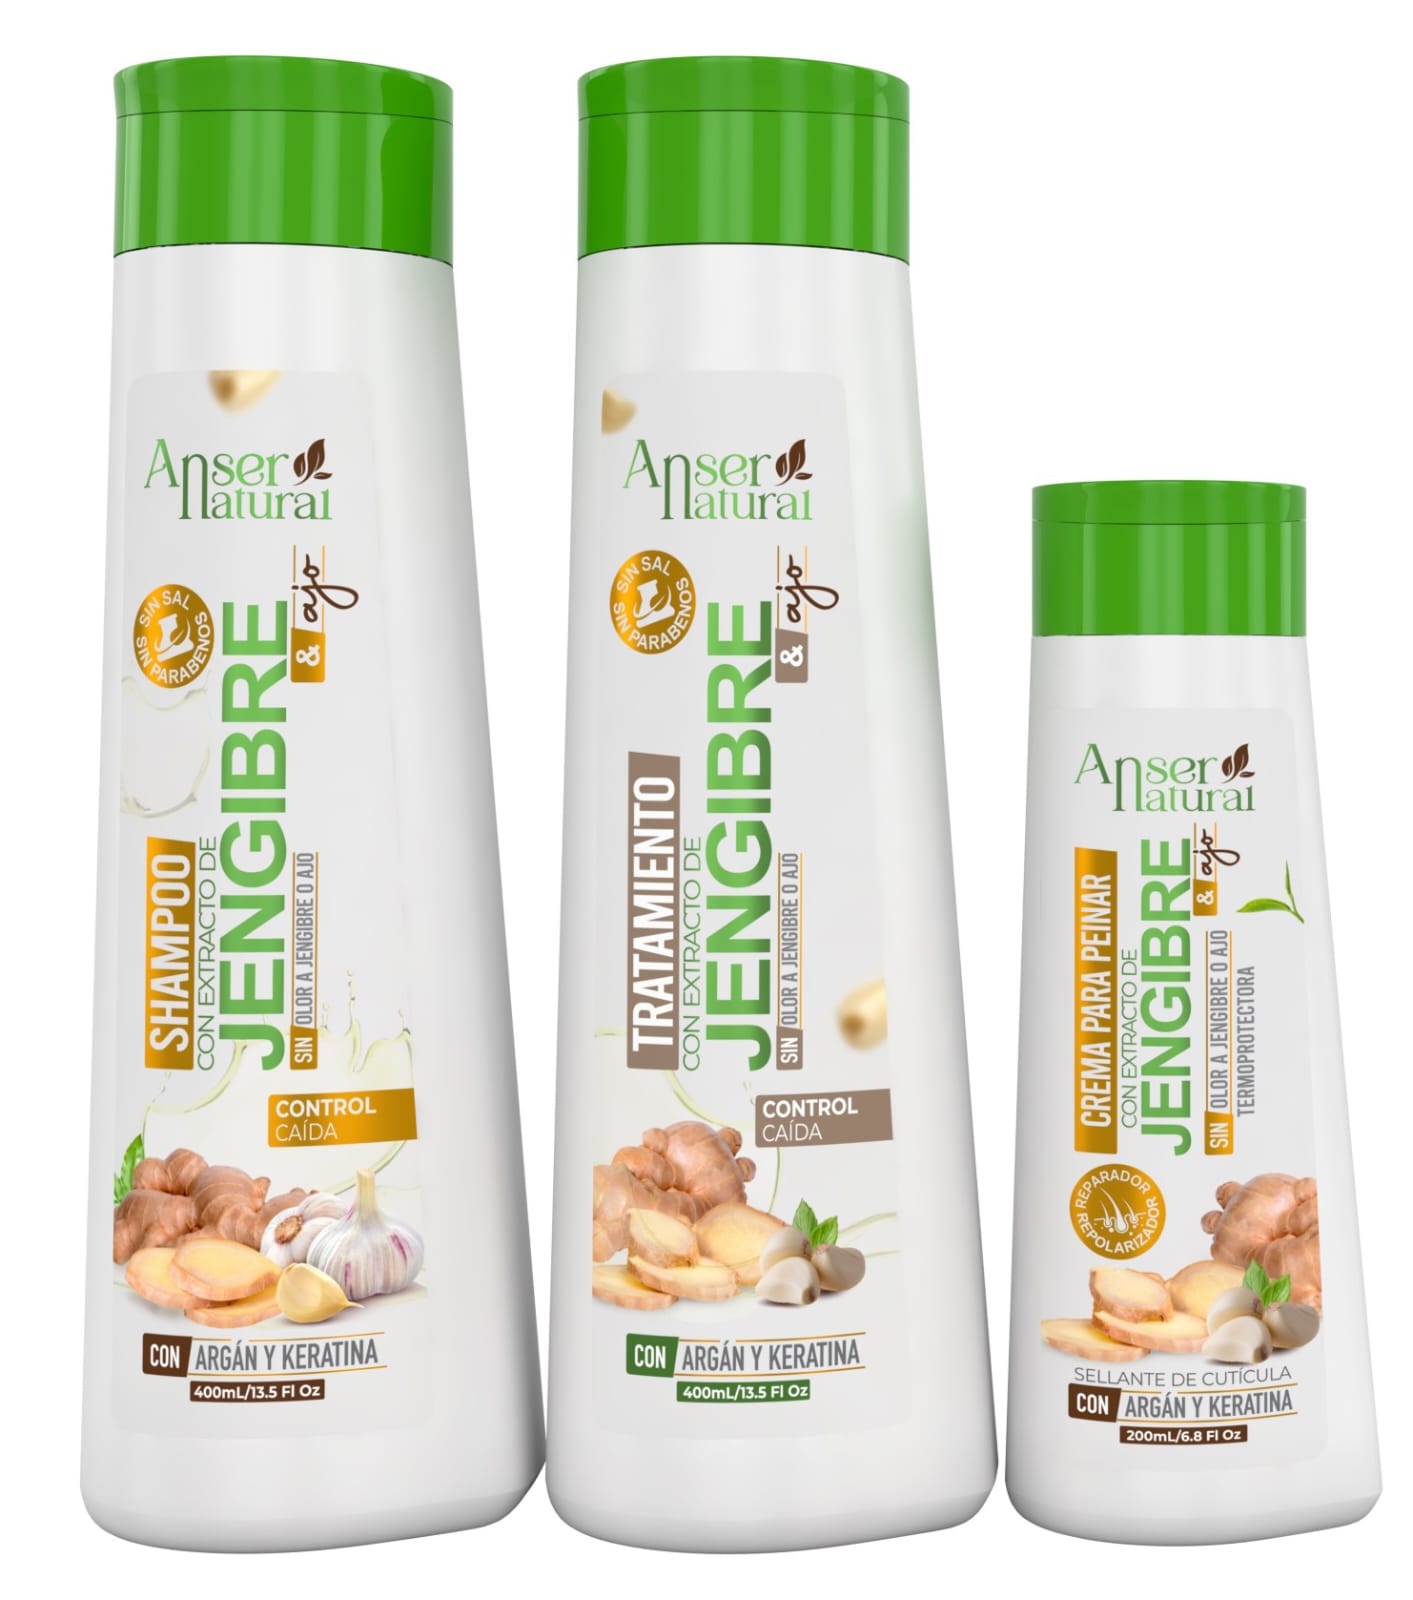 Anser
Natural
SIN SAL
SIN PARABENOS
SHAMPOO
CON EXTRACTO DE
JENGIBRE
& ajo
SIN OLOR A JENGIBRE O AJO
CONTROL
CAÍDA
CON ARGÁN Y KERATINA
400mL/13.5 Fl Oz
Anser
Natural
SIN SAL
SIN PARABENOS
TRATAMIENTO
CON EXTRACTO DE
JENGIBRE
& ajo
SIN OLOR A JENGIBRE O AJO
CONTROL
CAÍDA
CON ARGÁN Y KERATINA
400mL/13.5 Fl Oz
Anser
Natural
CREMA PARA PEINAR
CON EXTRACTO DE
JENGIBRE
& ajo
SIN OLOR A JENGIBRE O AJO
TERMOPROTECTORA
REPARADOR
REPOLARIZADOR
SELLANTE DE CUTÍCULA
CON ARGÁN Y KERATINA
200mL/6.8 Fl Oz